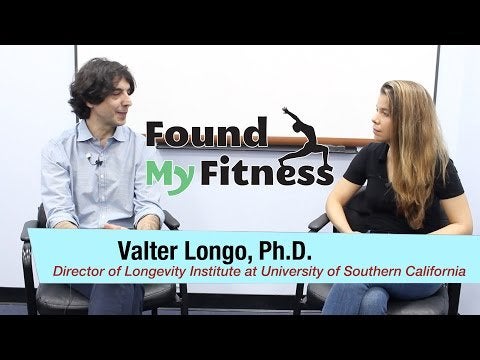 Found
My Fitness
Valter Longo, Ph.D.
Director of Longevity Institute at University of Southern California